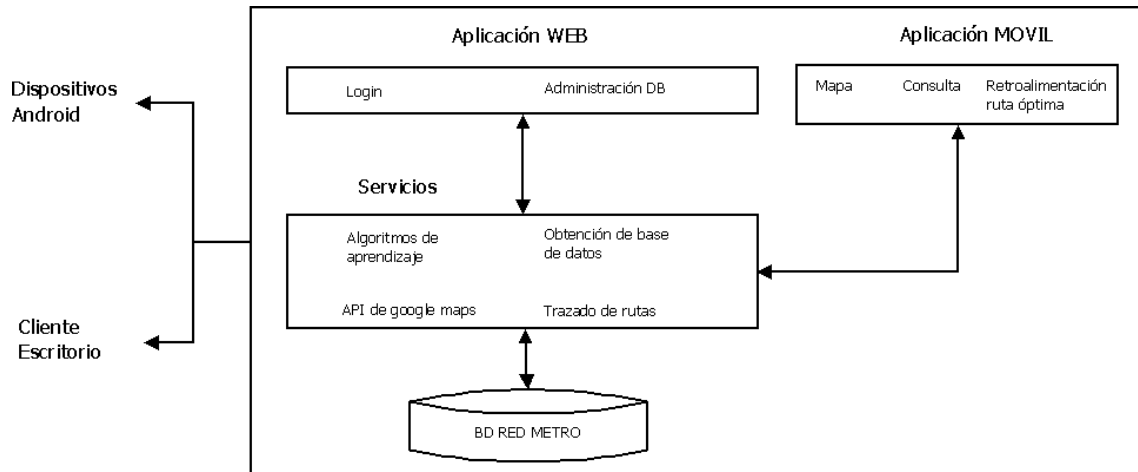 Aplicación WEB
Aplicación MOVIL
Dispositivos
Android
Login
Administración DB
Mapa
Consulta
Retroalimentación
ruta óptima
Servicios
Algoritmos de
aprendizaje
Obtención de base
de datos
API de google maps
Trazado de rutas
Cliente
Escritorio
BD RED METRO